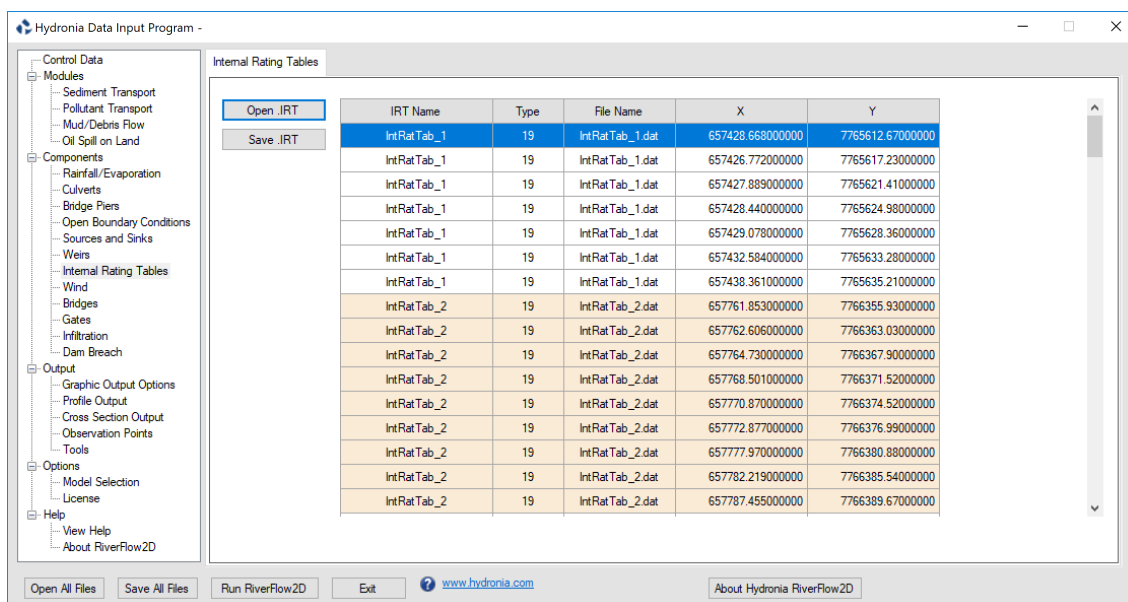 Hydronia Data Input Program -
Control Data
Modules
Sediment Transport
Pollutant Transport
Mud/Debris Flow
Oil Spill on Land
Components
Rainfall/Evaporation
Culverts
Bridge Piers
Open Boundary Conditions
Sources and Sinks
Weirs
Internal Rating Tables
Wind
Bridges
Gates
Infiltration
Dam Breach
Output
Graphic Output Options
Profile Output
Cross Section Output
Observation Points
Tools
Options
Model Selection
License
Help
View Help
About RiverFlow2D
Internal Rating Tables
Open .IRT
Save .IRT
IRT Name Type File Name X Y
IntRatTab_1 19 IntRatTab_1.dat 657428.668000000 7765612.67000000
IntRatTab_1 19 IntRatTab_1.dat 657426.772000000 7765617.23000000
IntRatTab_1 19 IntRatTab_1.dat 657427.889000000 7765621.41000000
IntRatTab_1 19 IntRatTab_1.dat 657428.440000000 7765624.98000000
IntRatTab_1 19 IntRatTab_1.dat 657429.078000000 7765628.36000000
IntRatTab_1 19 IntRatTab_1.dat 657432.584000000 7765633.28000000
IntRatTab_1 19 IntRatTab_1.dat 657438.361000000 7765635.21000000
IntRatTab_2 19 IntRatTab_2.dat 657761.853000000 7766355.93000000
IntRatTab_2 19 IntRatTab_2.dat 657762.606000000 7766363.03000000
IntRatTab_2 19 IntRatTab_2.dat 657764.730000000 7766367.90000000
IntRatTab_2 19 IntRatTab_2.dat 657768.501000000 7766371.52000000
IntRatTab_2 19 IntRatTab_2.dat 657770.870000000 7766374.52000000
IntRatTab_2 19 IntRatTab_2.dat 657772.877000000 7766376.99000000
IntRatTab_2 19 IntRatTab_2.dat 657777.970000000 7766380.88000000
IntRatTab_2 19 IntRatTab_2.dat 657782.219000000 7766385.54000000
IntRatTab_2 19 IntRatTab_2.dat 657787.455000000 7766389.67000000
Open All Files Save All Files Run RiverFlow2D Exit ? www.hydronia.com About Hydronia RiverFlow2D